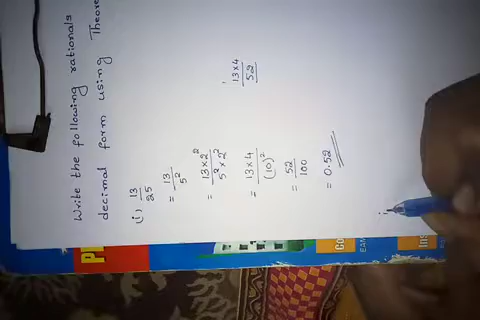 Write the following rationals
decimal form using Theore
(i) 13/25
= 13/5²
= 13×2²/5²×2²
= 13×4/(10)²
= 52/100
= 0.52
13×4
52